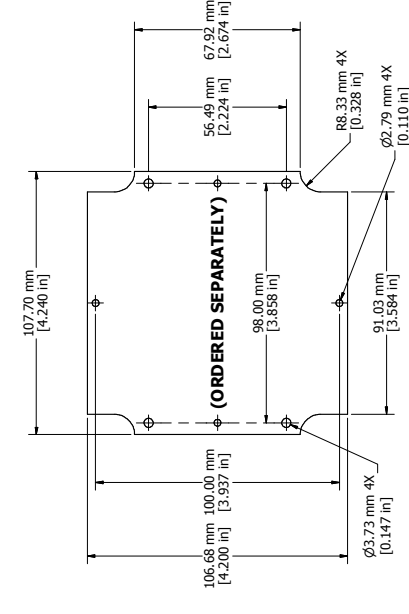 107.70 mm
[4.240 in]
67.92 mm
[2.674 in]
56.49 mm
[2.224 in]
R8.33 mm 4X
[0.328 in]
Ø2.79 mm 4X
[0.110 in]
(ORDERED SEPARATELY)
98.00 mm
[3.858 in]
91.03 mm
[3.584 in]
100.00 mm
[3.937 in]
106.68 mm
[4.200 in]
Ø3.73 mm 4X
[0.147 in]